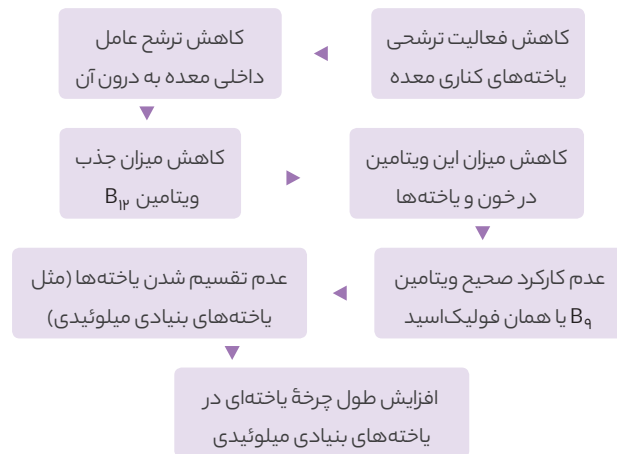 کاهش فعالیت ترشحی
یاخته‌های کناری معده
کاهش ترشح عامل
داخلی معده به درون آن
کاهش میزان جذب
ویتامین B۱۲
کاهش میزان این ویتامین
در خون و یاخته‌ها
عدم کارکرد صحیح ویتامین
B۹ یا همان فولیک‌اسید
عدم تقسیم شدن یاخته‌ها (مثل
یاخته‌های بنیادی میلوئیدی)
افزایش طول چرخهٔ یاخته‌ای در
یاخته‌های بنیادی میلوئیدی